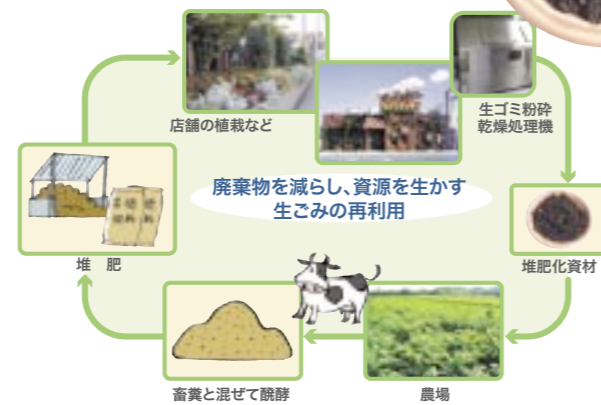 店舗の植栽など
生ゴミ粉砕
乾燥処理機
廃棄物を減らし、資源を生かす
生ごみの再利用
堆肥
堆肥化資材
畜糞と混ぜて醗酵
農場